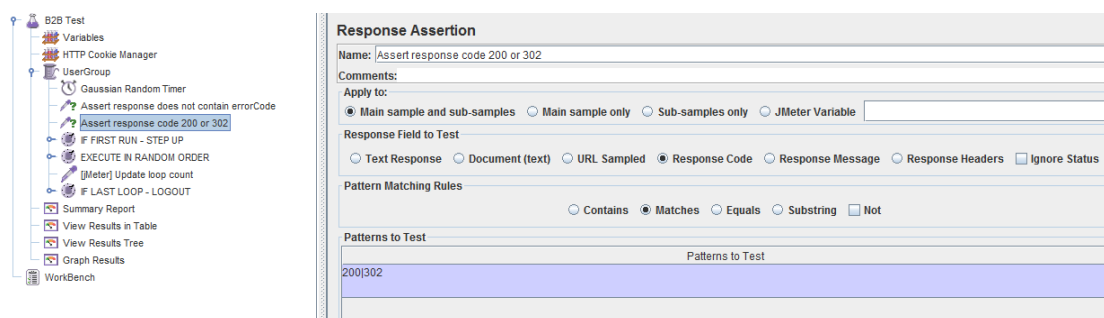 B2B Test
Variables
HTTP Cookie Manager
UserGroup
Gaussian Random Timer
Assert response does not contain errorCode
Assert response code 200 or 302
IF FIRST RUN - STEP UP
EXECUTE IN RANDOM ORDER
[jMeter] Update loop count
IF LAST LOOP - LOGOUT
Summary Report
View Results in Table
View Results Tree
Graph Results
WorkBench
Response Assertion
Name: Assert response code 200 or 302
Comments:
Apply to:
Main sample and sub-samples Main sample only Sub-samples only JMeter Variable
Response Field to Test
Text Response Document (text) URL Sampled Response Code Response Message Response Headers Ignore Status
Pattern Matching Rules
Contains Matches Equals Substring Not
Patterns to Test
Patterns to Test
200|302